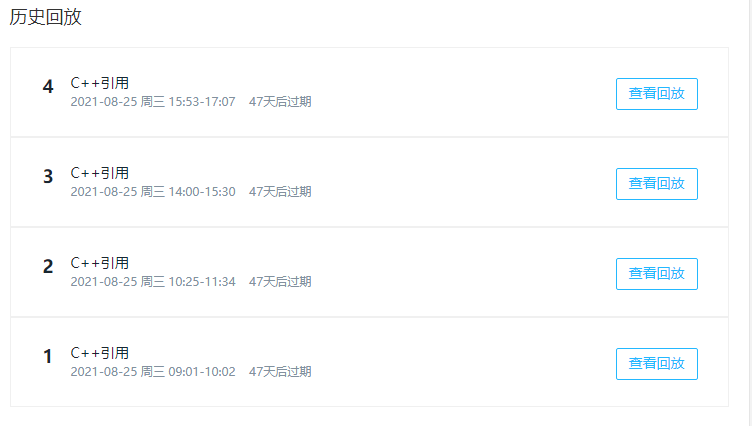 历史回放
4
C++引用
2021-08-25 周三 15:53-17:07 47天后过期
查看回放
3
C++引用
2021-08-25 周三 14:00-15:30 47天后过期
查看回放
2
C++引用
2021-08-25 周三 10:25-11:34 47天后过期
查看回放
1
C++引用
2021-08-25 周三 09:01-10:02 47天后过期
查看回放